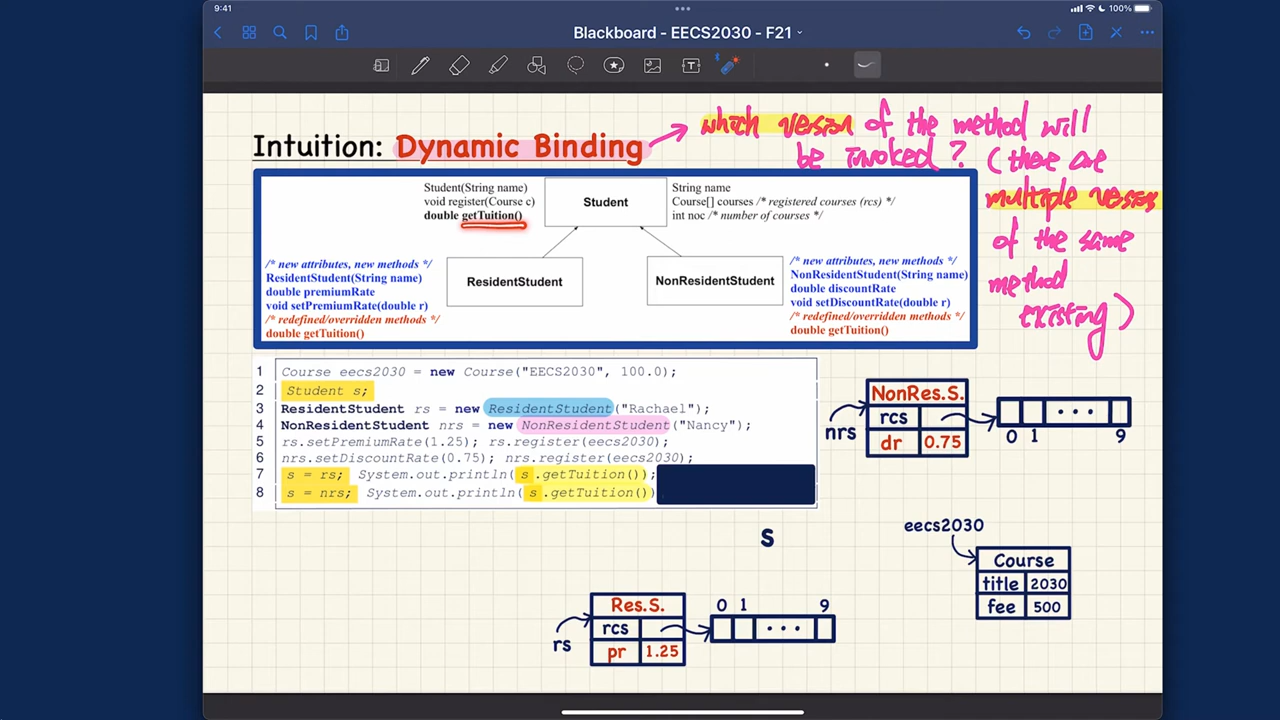 9:41
100%
Blackboard - EECS2030 - F21
Intuition: Dynamic Binding
which version of the method will
be invoked? (there are
multiple versions
of the same
method
existing)
Student(String name)
void register(Course c)
double getTuition()
Student
String name
Course[] courses /* registered courses (rcs) */
int noc /* number of courses */
/* new attributes, new methods */
ResidentStudent(String name)
double premiumRate
void setPremiumRate(double r)
/* redefined/overridden methods */
double getTuition()
ResidentStudent
NonResidentStudent
/* new attributes, new methods */
NonResidentStudent(String name)
double discountRate
void setDiscountRate(double r)
/* redefined/overridden methods */
double getTuition()
1 Course eecs2030 = new Course("EECS2030", 100.0);
2 Student s;
3 ResidentStudent rs = new ResidentStudent("Rachael");
4 NonResidentStudent nrs = new NonResidentStudent("Nancy");
5 rs.setPremiumRate(1.25); rs.register(eecs2030);
6 nrs.setDiscountRate(0.75); nrs.register(eecs2030);
7 s = rs; System.out.println( s .getTuition());
8 s = nrs; System.out.println( s .getTuition())
nrs
NonRes.S.
rcs
dr 0.75
0 1 ... 9
s
eecs2030
Course
title 2030
fee 500
rs
Res.S.
rcs
pr 1.25
0 1 ... 9